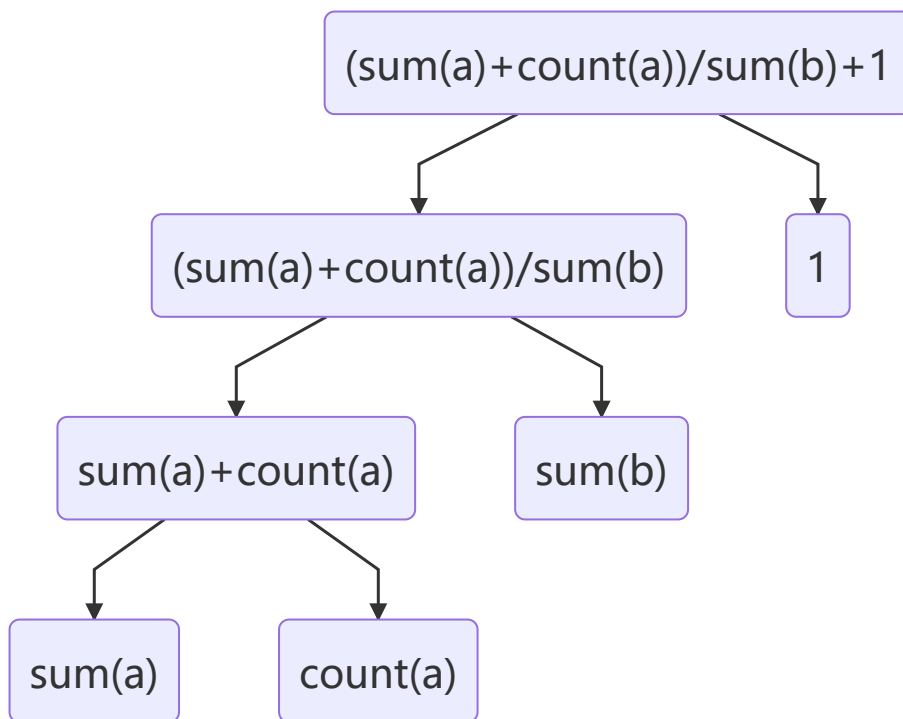 (sum(a)+count(a))/sum(b)+1
(sum(a)+count(a))/sum(b)
1
sum(a)+count(a)
sum(b)
sum(a)
count(a)